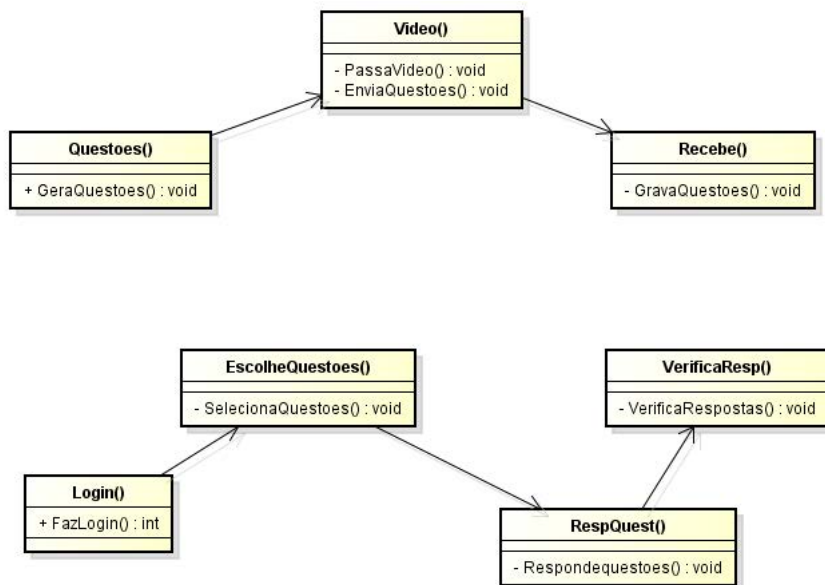 Video()
- PassaVideo() : void
- EnviaQuestoes() : void
Questoes()
+ GeraQuestoes() : void
Recebe()
- GravaQuestoes() : void
EscolheQuestoes()
- SelecionaQuestoes() : void
VerificaResp()
- VerificaRespostas() : void
Login()
+ FazLogin() : int
RespQuest()
- Respondequestoes() : void